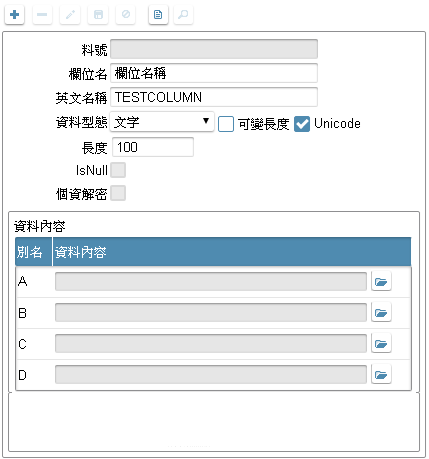 料號
欄位名 欄位名稱
英文名稱 TESTCOLUMN
資料型態 文字 可變長度 Unicode
長度 100
IsNull
個資解密
資料內容
別名 資料內容
A
B
C
D